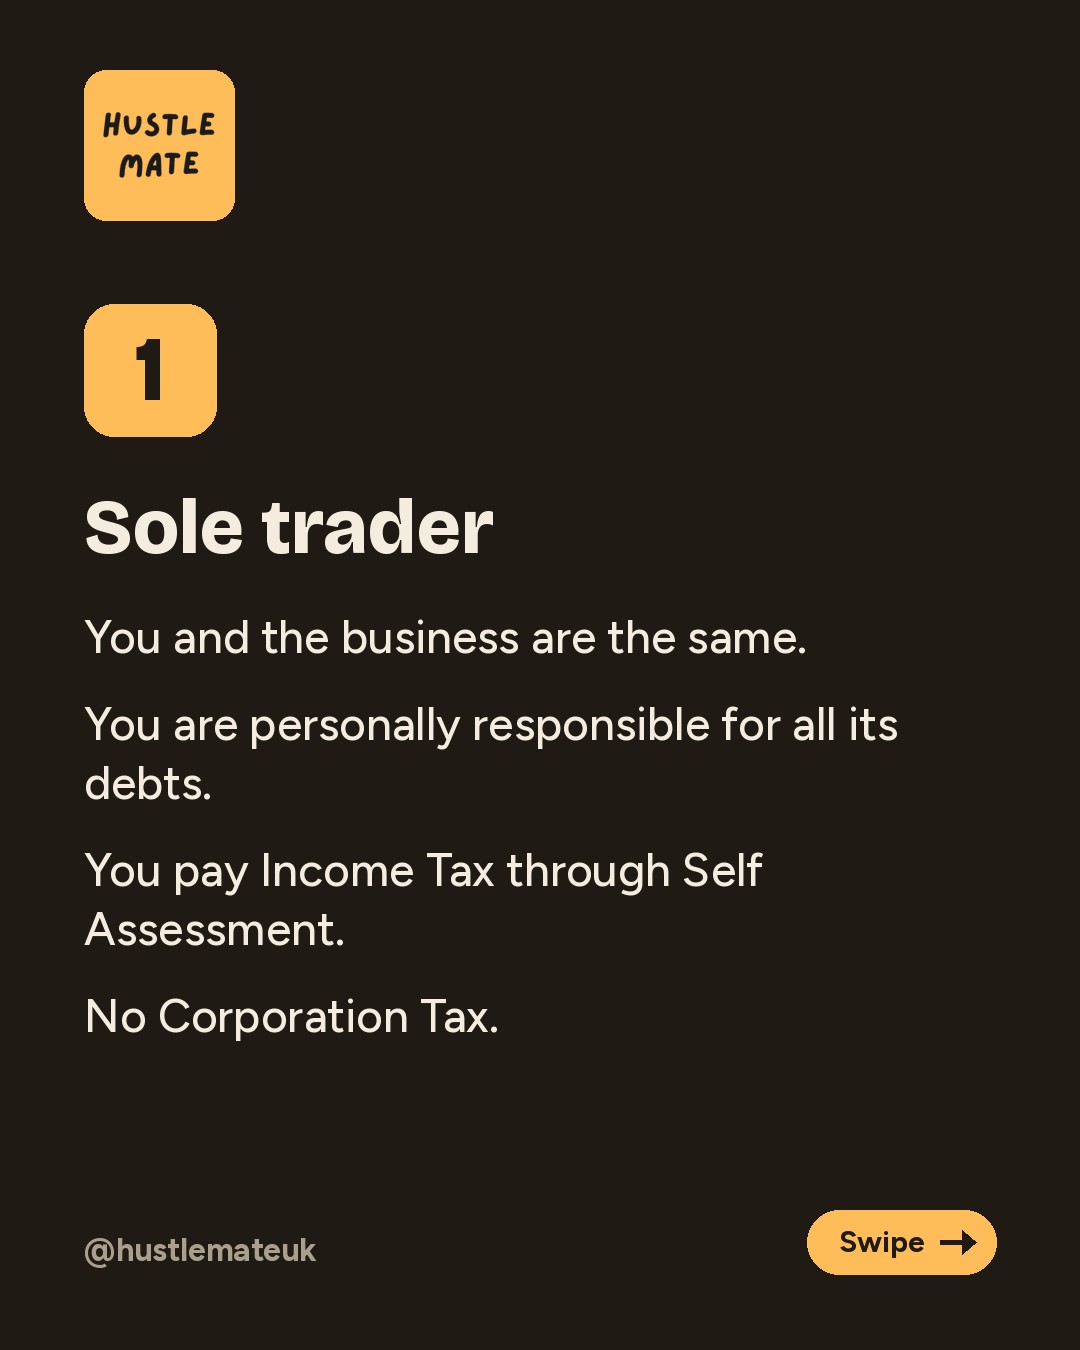 HUSTLE
MATE
1
Sole trader
You and the business are the same.
You are personally responsible for all its
debts.
You pay Income Tax through Self
Assessment.
No Corporation Tax.
@hustlemateuk
Swipe →